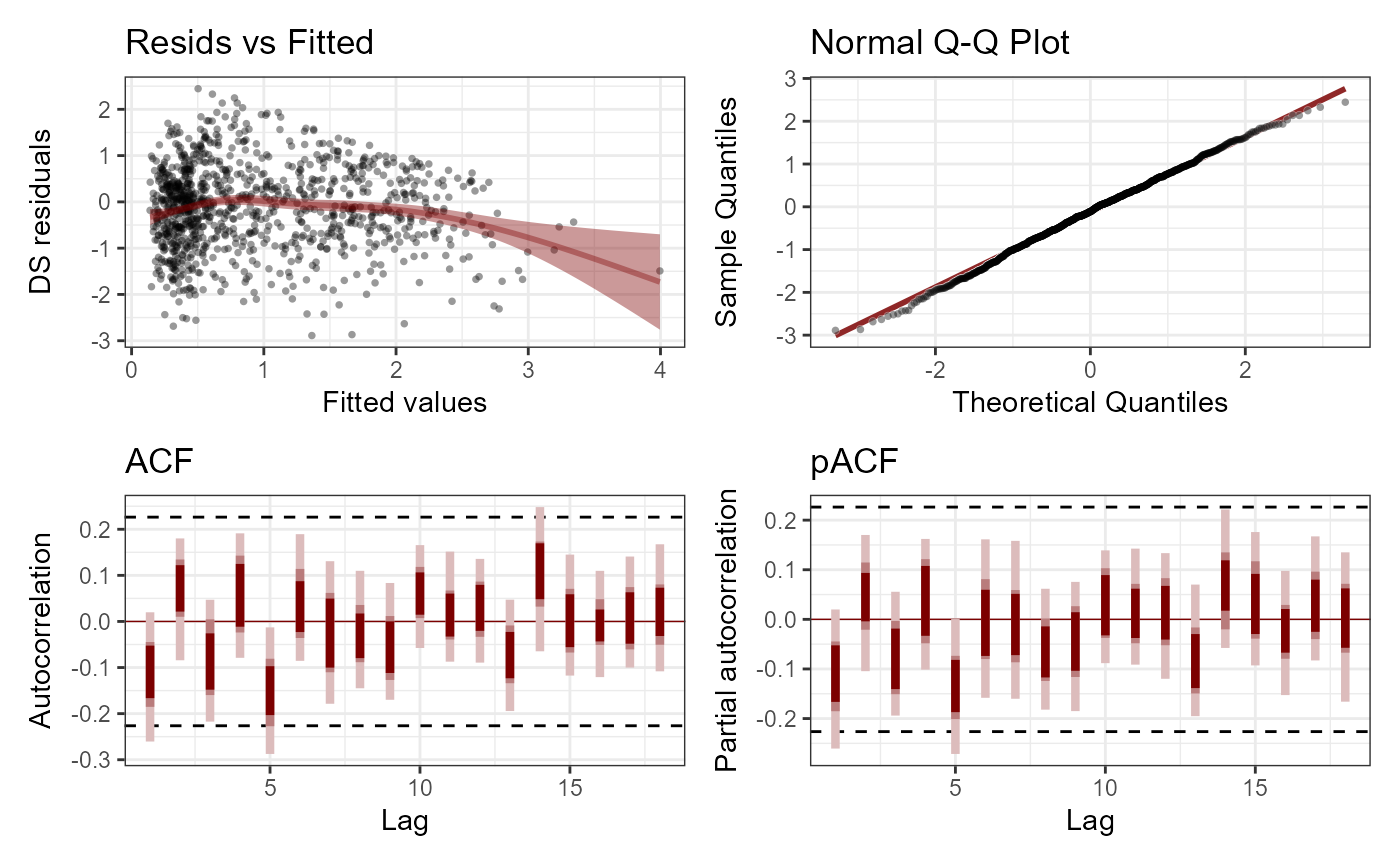 Resids vs Fitted
DS residuals
2
1
0
-1
-2
-3
0 1 2 3 4
Fitted values
Normal Q-Q Plot
Sample Quantiles
3
2
1
0
-1
-2
-3
-2 0 2
Theoretical Quantiles
ACF
Autocorrelation
0.2
0.1
0.0
-0.1
-0.2
-0.3
5 10 15
Lag
pACF
Partial autocorrelation
0.2
0.1
0.0
-0.1
-0.2
5 10 15
Lag